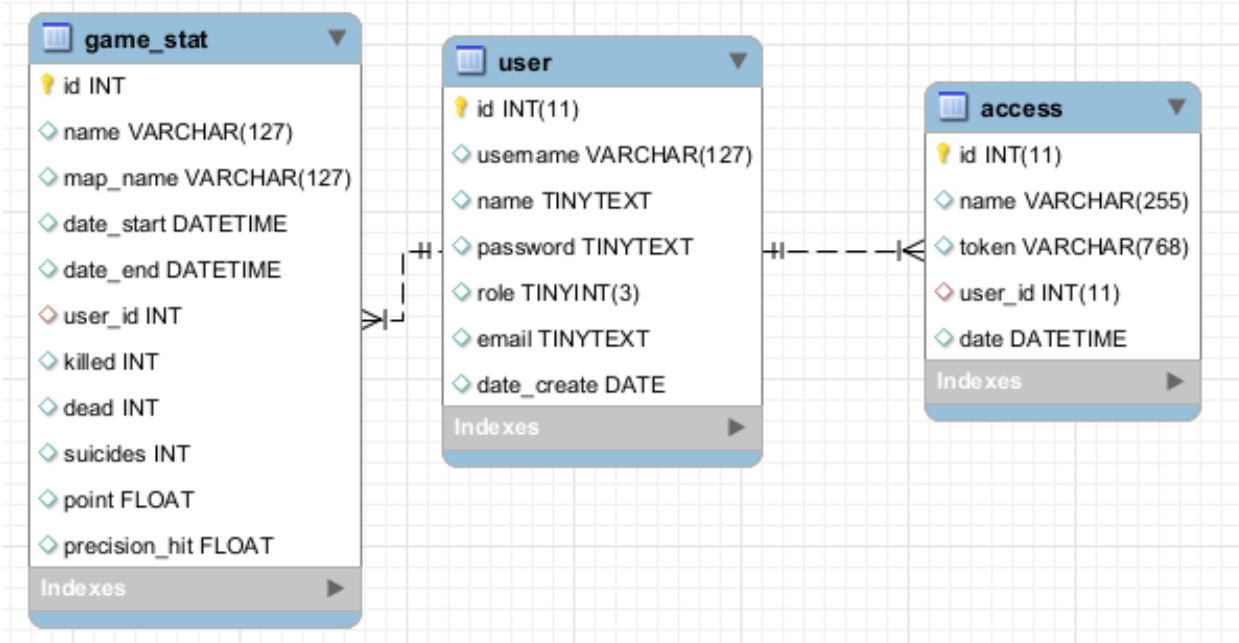 game_stat
id INT
name VARCHAR(127)
map_name VARCHAR(127)
date_start DATETIME
date_end DATETIME
user_id INT
killed INT
dead INT
suicides INT
point FLOAT
precision_hit FLOAT
Indexes
user
id INT(11)
username VARCHAR(127)
name TINYTEXT
password TINYTEXT
role TINYINT(3)
email TINYTEXT
date_create DATE
Indexes
access
id INT(11)
name VARCHAR(255)
token VARCHAR(768)
user_id INT(11)
date DATETIME
Indexes